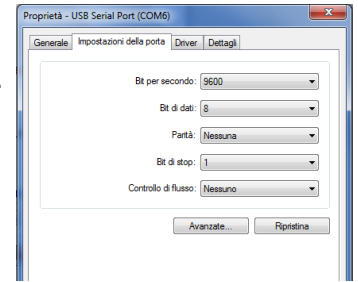 Proprietà - USB Serial Port (COM6)
Generale Impostazioni della porta Driver Dettagli
Bit per secondo: 9600
Bit di dati: 8
Parità: Nessuna
Bit di stop: 1
Controllo di flusso: Nessuno
Avanzate... Ripristina